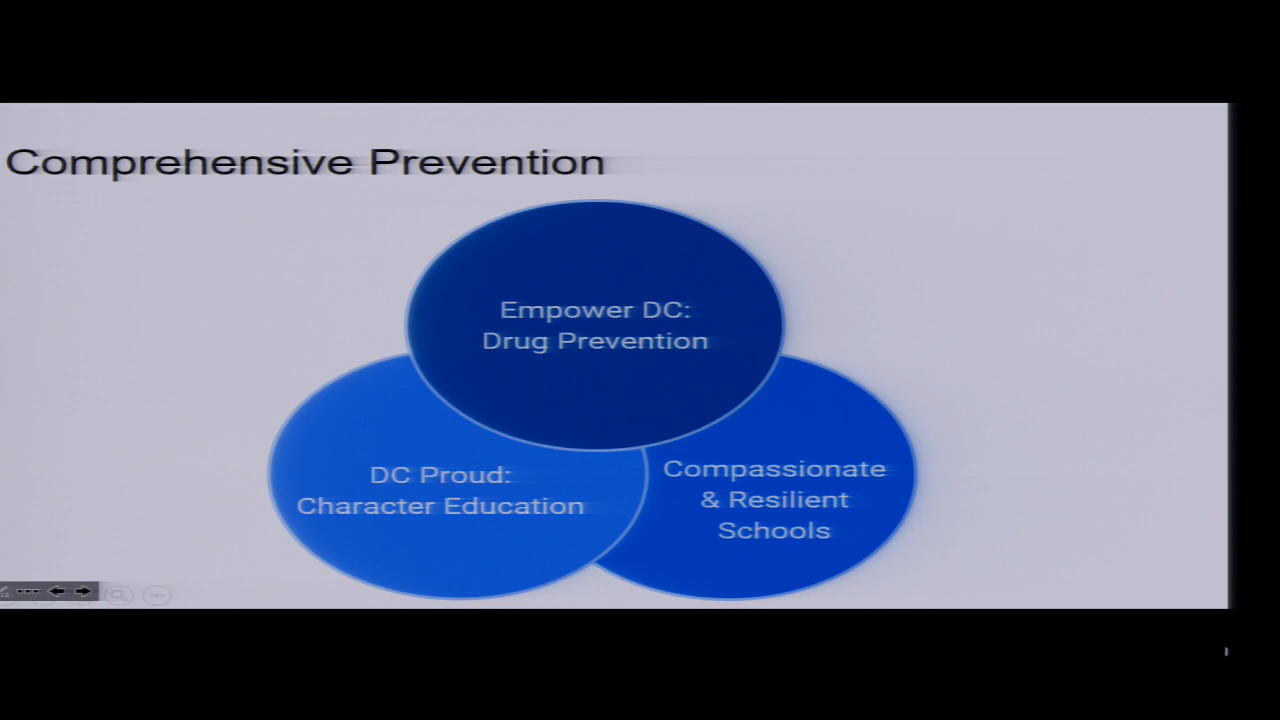 Comprehensive Prevention
Empower DC:
Drug Prevention
DC Proud:
Character Education
Compassionate
& Resilient
Schools